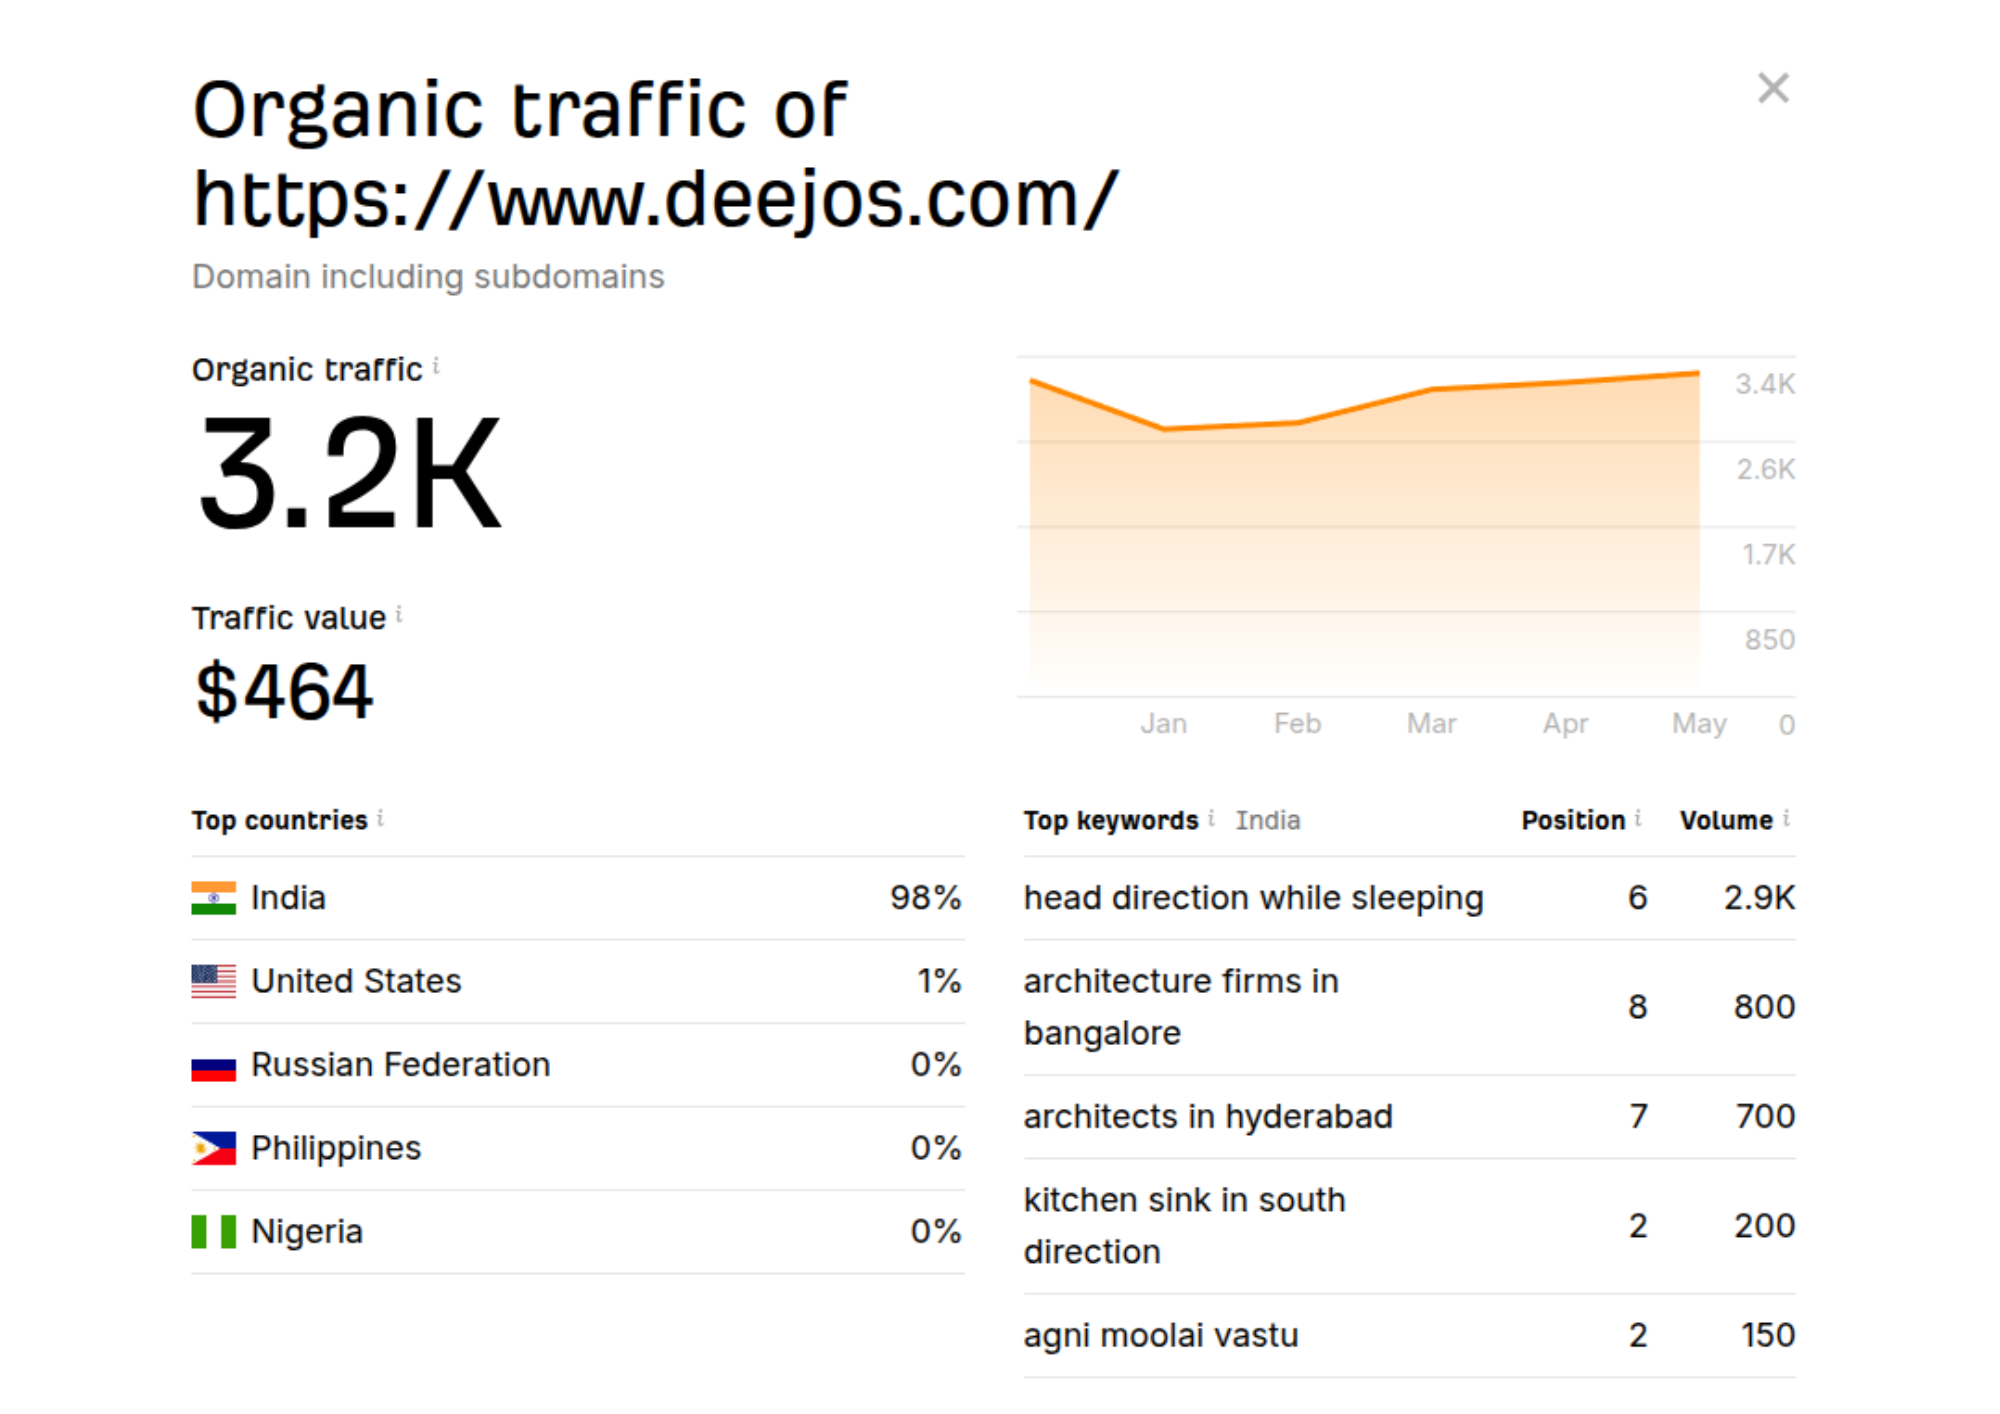 Organic traffic of
https://www.deejos.com/
Domain including subdomains
Organic traffic i
3.2K
Traffic value i
$464
3.4K
2.6K
1.7K
850
0
Jan Feb Mar Apr May
Top countries i
India 98%
United States 1%
Russian Federation 0%
Philippines 0%
Nigeria 0%
Top keywords i India Position i Volume i
head direction while sleeping 6 2.9K
architecture firms in
bangalore 8 800
architects in hyderabad 7 700
kitchen sink in south
direction 2 200
agni moolai vastu 2 150